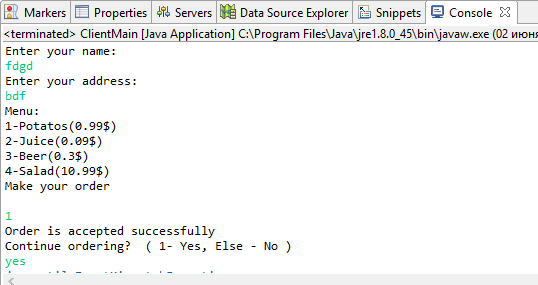 Markers Properties Servers Data Source Explorer Snippets Console
<terminated> ClientMain [Java Application] C:\Program Files\Java\jre1.8.0_45\bin\javaw.exe (02 июня
Enter your name:
fdgd
Enter your address:
bdf
Menu:
1-Potatos(0.99$)
2-Juice(0.09$)
3-Beer(0.3$)
4-Salad(10.99$)
Make your order
1
Order is accepted successfully
Continue ordering?  ( 1- Yes, Else - No )
yes